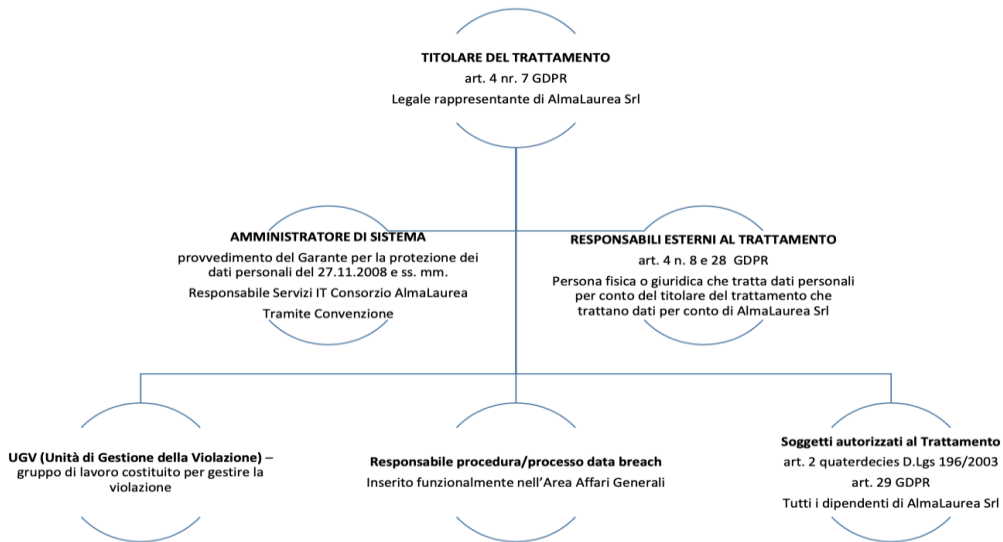 TITOLARE DEL TRATTAMENTO
art. 4 nr. 7 GDPR
Legale rappresentante di AlmaLaurea Srl
AMMINISTRATORE DI SISTEMA
provvedimento del Garante per la protezione dei
dati personali del 27.11.2008 e ss. mm.
Responsabile Servizi IT Consorzio AlmaLaurea
Tramite Convenzione
RESPONSABILI ESTERNI AL TRATTAMENTO
art. 4 n. 8 e 28 GDPR
Persona fisica o giuridica che tratta dati personali
per conto del titolare del trattamento che
trattano dati per conto di AlmaLaurea Srl
UGV (Unità di Gestione della Violazione) –
gruppo di lavoro costituito per gestire la
violazione
Responsabile procedura/processo data breach
Inserito funzionalmente nell'Area Affari Generali
Soggetti autorizzati al Trattamento
art. 2 quaterdecies D.Lgs 196/2003
art. 29 GDPR
Tutti i dipendenti di AlmaLaurea Srl